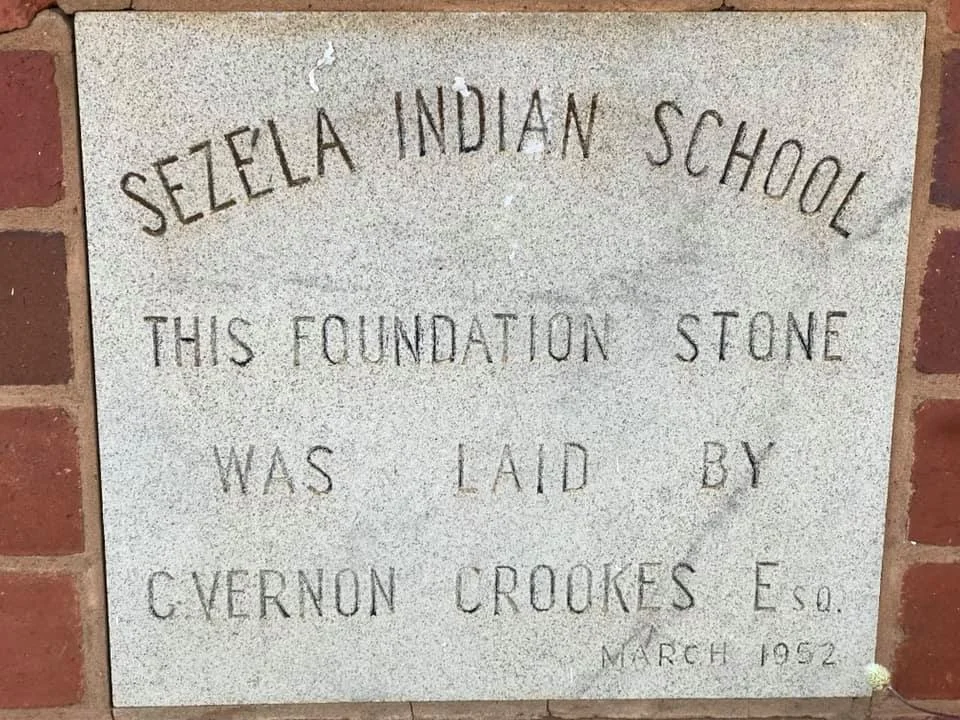 SEZELA INDIAN SCHOOL
THIS FOUNDATION STONE
WAS LAID BY
G.VERNON CROOKES ESQ.
MARCH 1952